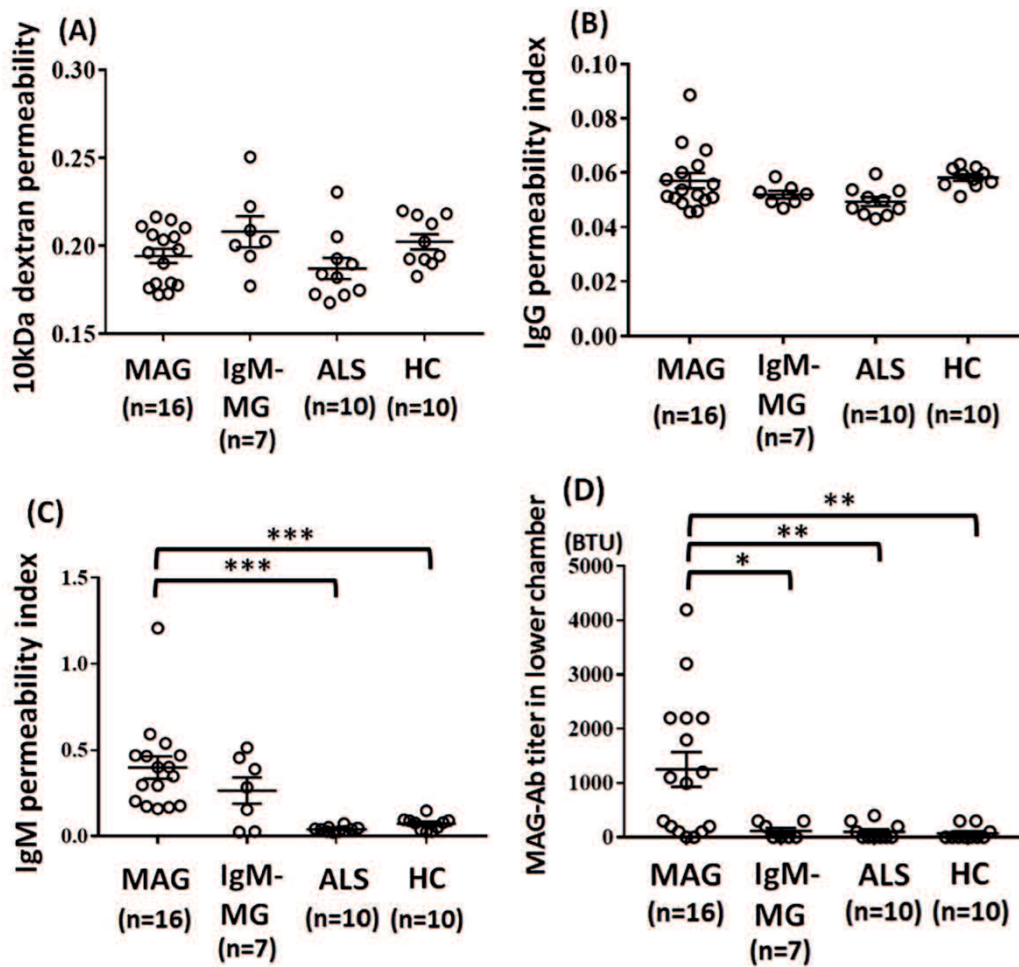 (A)
10kDa dextran permeability
0.30
0.25
0.20
0.15
MAG
(n=16)
IgM-
MG
(n=7)
ALS
(n=10)
HC
(n=10)
(B)
IgG permeability index
0.10
0.08
0.06
0.04
0.02
0.00
MAG
(n=16)
IgM-
MG
(n=7)
ALS
(n=10)
HC
(n=10)
(C)
IgM permeability index
1.5
1.0
0.5
0.0
***
***
MAG
(n=16)
IgM-
MG
(n=7)
ALS
(n=10)
HC
(n=10)
(D)
MAG-Ab titer in lower chamber
(BTU)
5000
4000
3000
2000
1000
0
**
**
*
MAG
(n=16)
IgM-
MG
(n=7)
ALS
(n=10)
HC
(n=10)